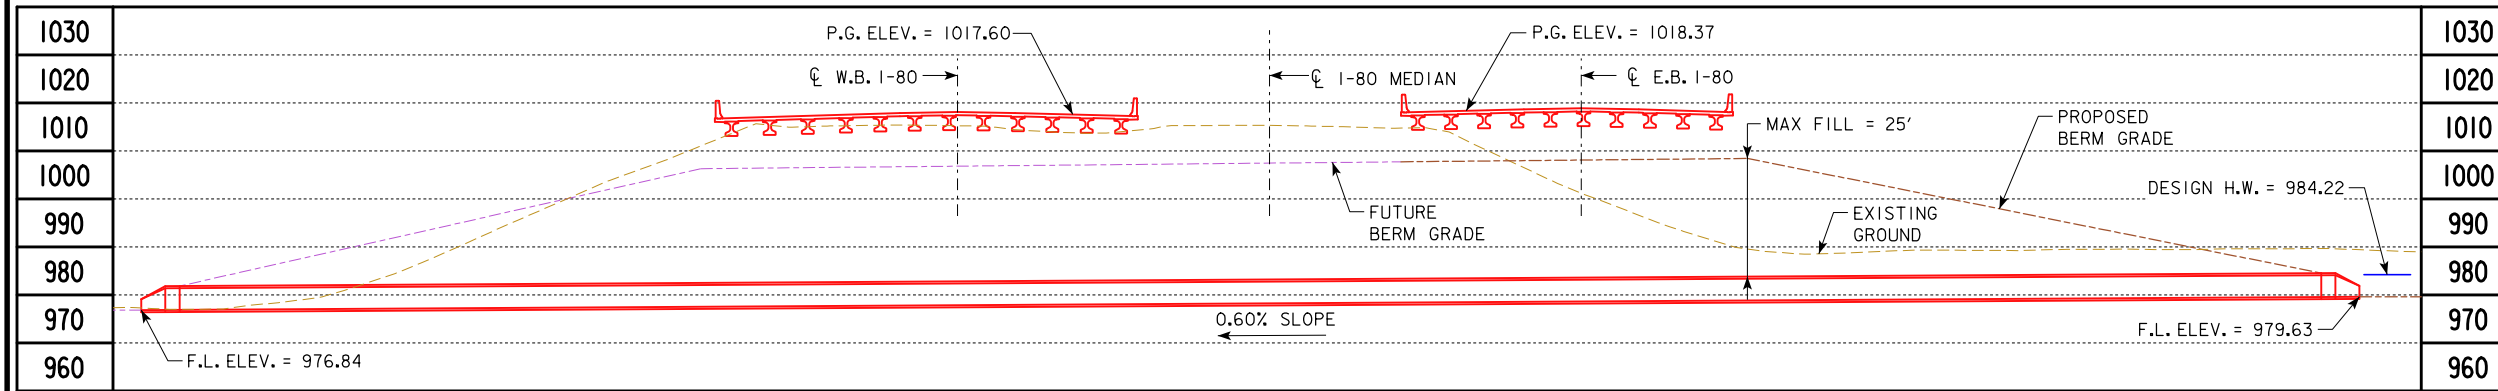 1030
1020
1010
1000
990
980
970
960
P.G. ELEV. = 1017.60
℄ W.B. I-80
℄ I-80 MEDIAN
P.G. ELEV. = 1018.37
℄ E.B. I-80
MAX FILL = 25'
PROPOSED
BERM GRADE
DESIGN H.W. = 984.22
FUTURE
BERM GRADE
EXISTING
GROUND
0.60% SLOPE
F.L. ELEV. = 976.84
F.L. ELEV. = 979.63
1030
1020
1010
1000
990
980
970
960